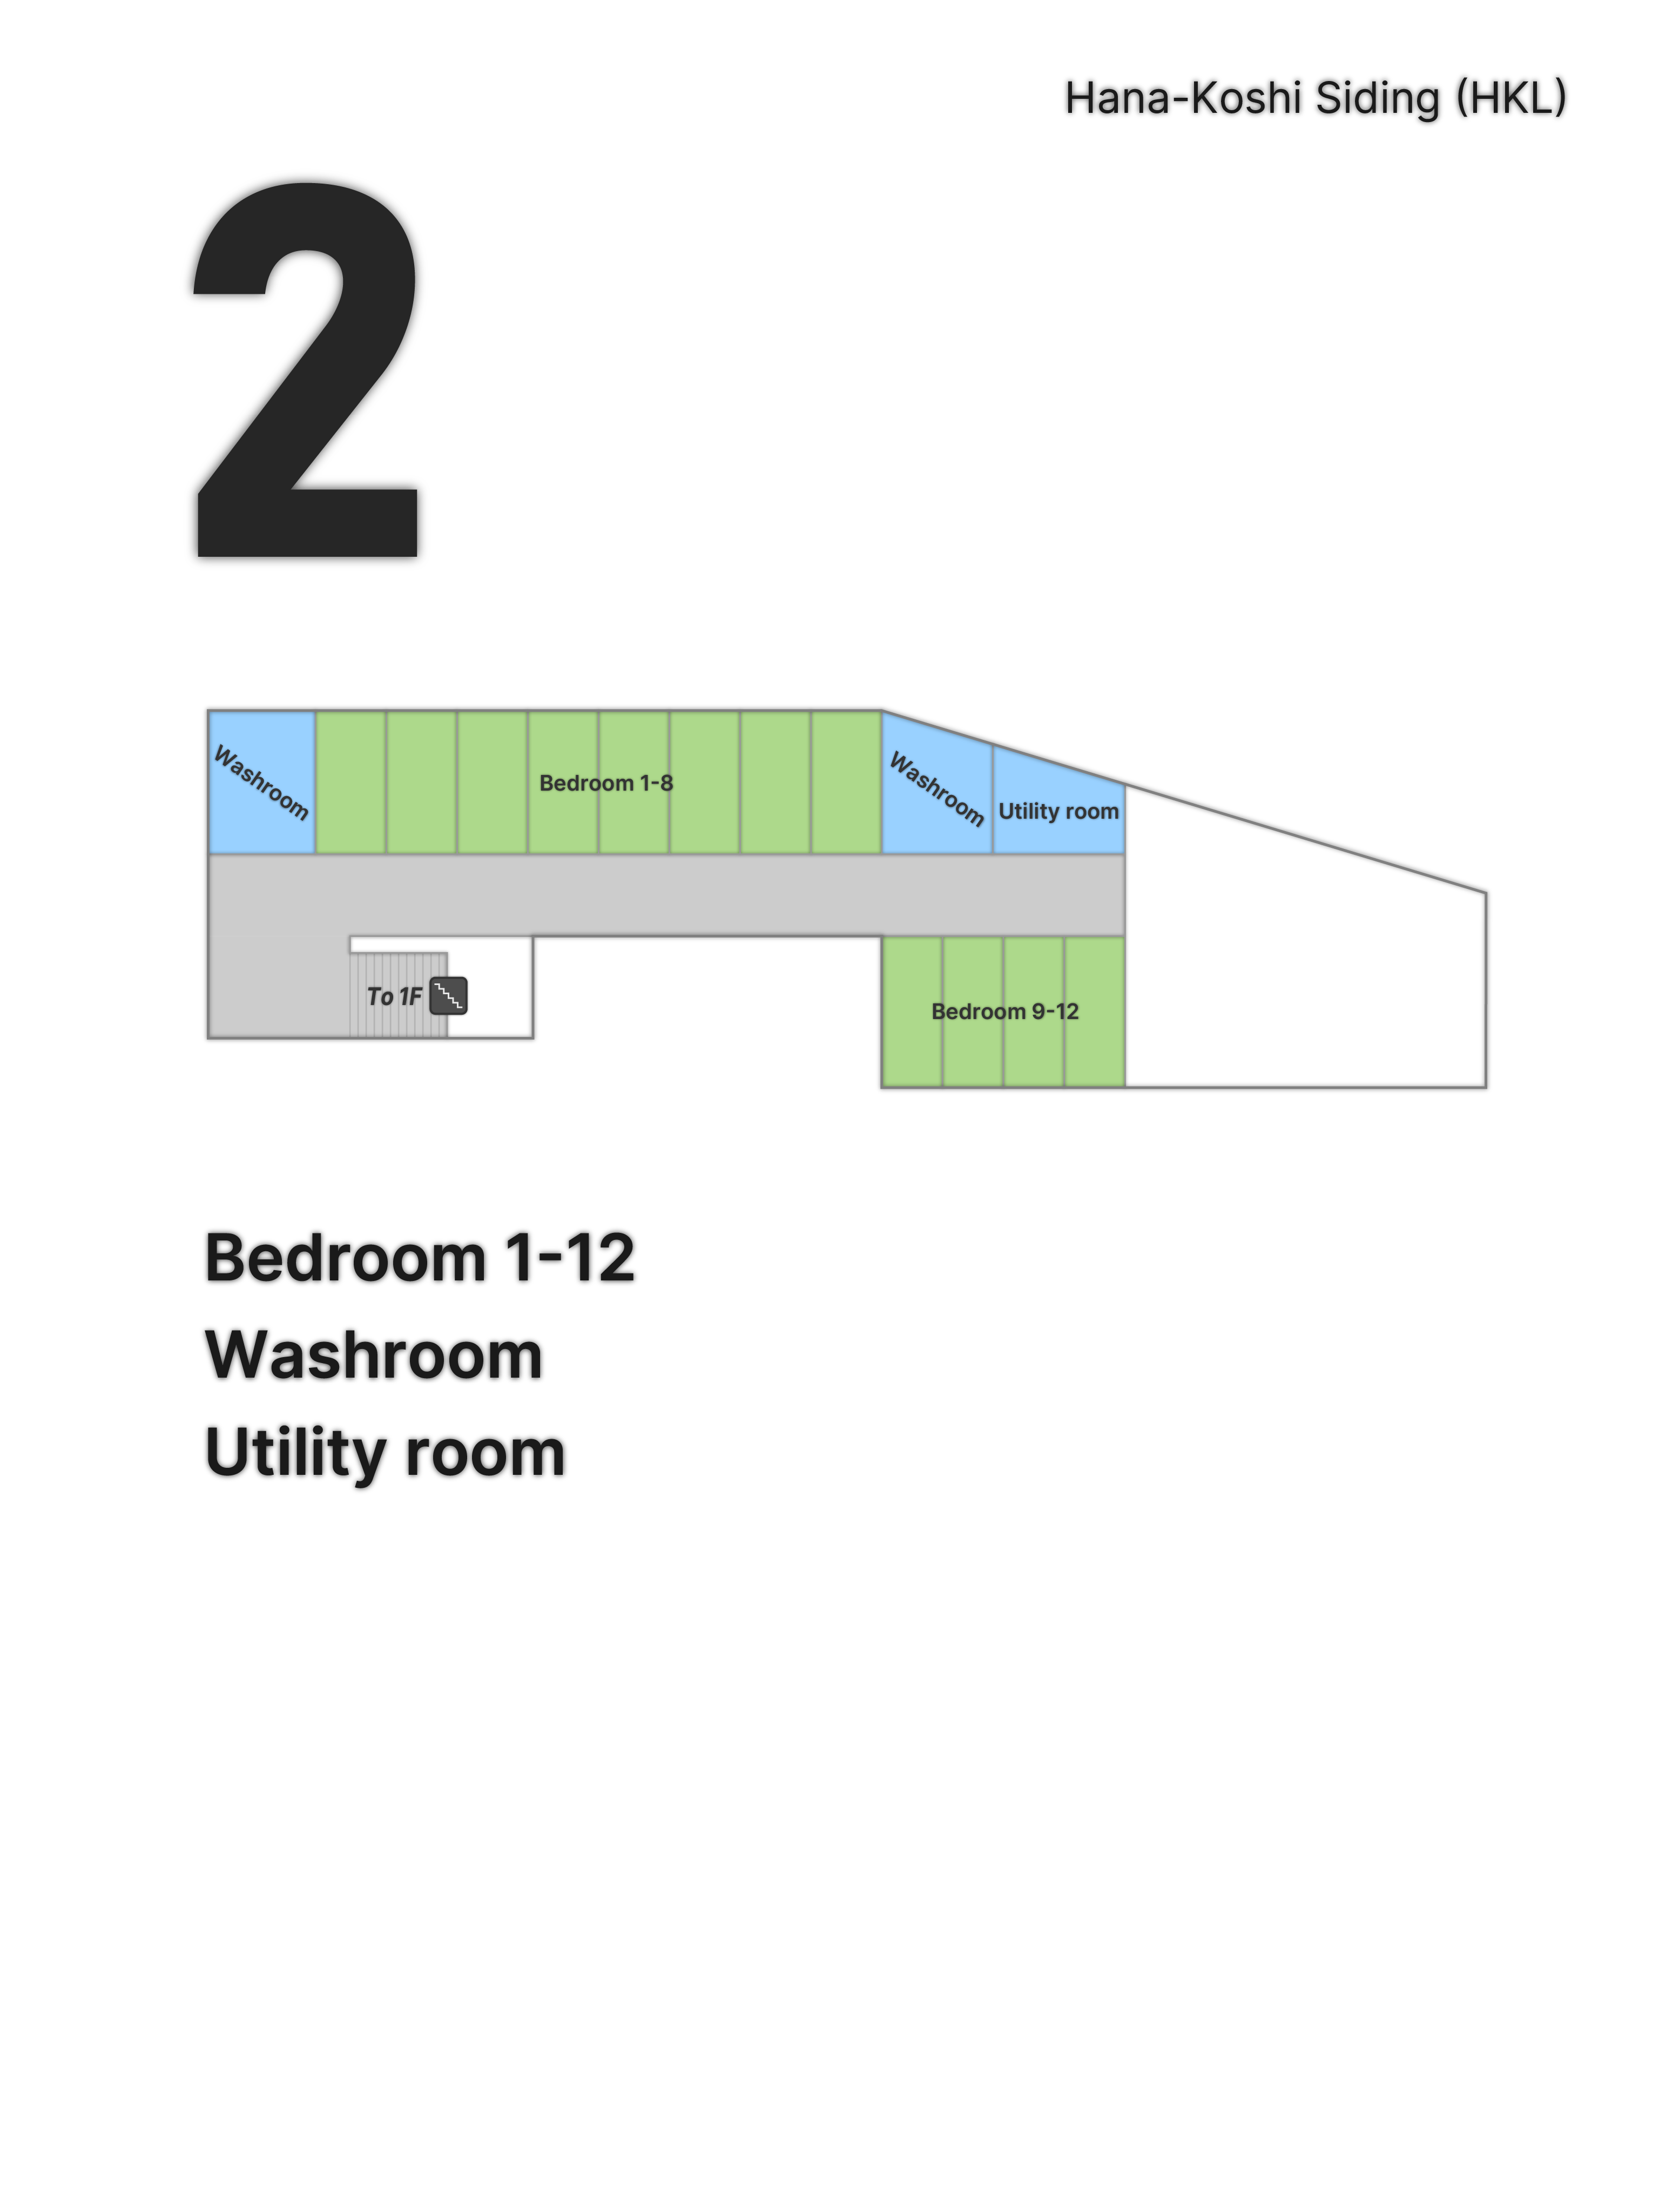 Hana-Koshi Siding (HKL)
2
Washroom
Bedroom 1-8
Washroom
Utility room
To 1F
Bedroom 9-12
Bedroom 1-12
Washroom
Utility room